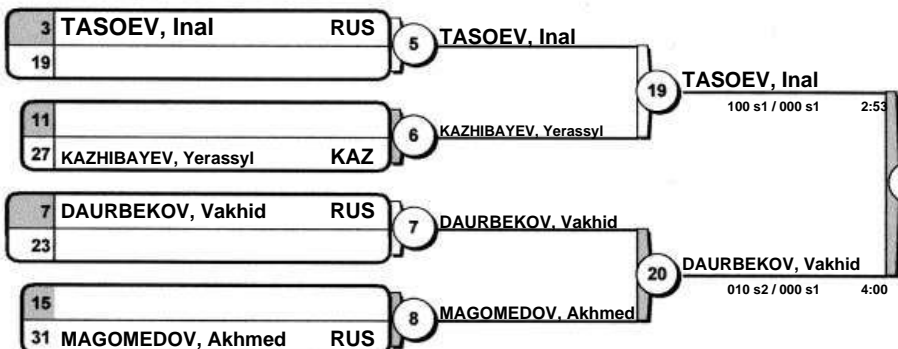 3 TASOEV, Inal RUS
19
5
TASOEV, Inal
11
27 KAZHIBAYEV, Yerassyl KAZ
6
KAZHIBAYEV, Yerassyl
19
TASOEV, Inal
100 s1 / 000 s1 2:53
7 DAURBEKOV, Vakhid RUS
23
7
DAURBEKOV, Vakhid
15
31 MAGOMEDOV, Akhmed RUS
8
MAGOMEDOV, Akhmed
20
DAURBEKOV, Vakhid
010 s2 / 000 s1 4:00